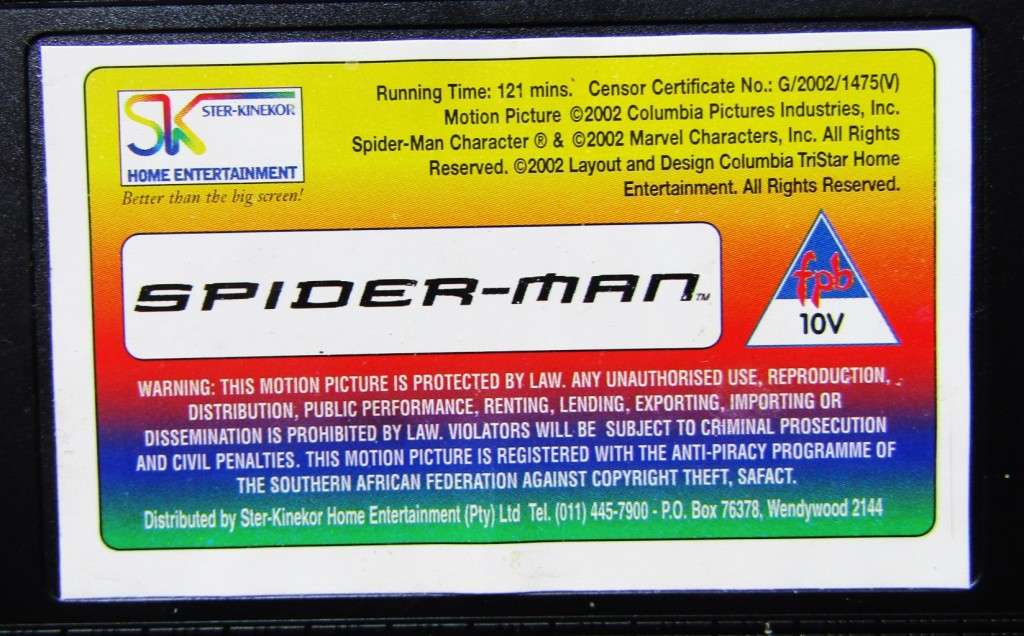 SK STER-KINEKOR
HOME ENTERTAINMENT
Better than the big screen!
Running Time: 121 mins. Censor Certificate No.: G/2002/1475(V)
Motion Picture ©2002 Columbia Pictures Industries, Inc.
Spider-Man Character ® & ©2002 Marvel Characters, Inc. All Rights
Reserved. ©2002 Layout and Design Columbia TriStar Home
Entertainment. All Rights Reserved.
SPIDER-MAN™
fpb
10V
WARNING: THIS MOTION PICTURE IS PROTECTED BY LAW. ANY UNAUTHORISED USE, REPRODUCTION,
DISTRIBUTION, PUBLIC PERFORMANCE, RENTING, LENDING, EXPORTING, IMPORTING OR
DISSEMINATION IS PROHIBITED BY LAW. VIOLATORS WILL BE SUBJECT TO CRIMINAL PROSECUTION
AND CIVIL PENALTIES. THIS MOTION PICTURE IS REGISTERED WITH THE ANTI-PIRACY PROGRAMME OF
THE SOUTHERN AFRICAN FEDERATION AGAINST COPYRIGHT THEFT, SAFACT.
Distributed by Ster-Kinekor Home Entertainment (Pty) Ltd Tel. (011) 445-7900 - P.O. Box 76378, Wendywood 2144